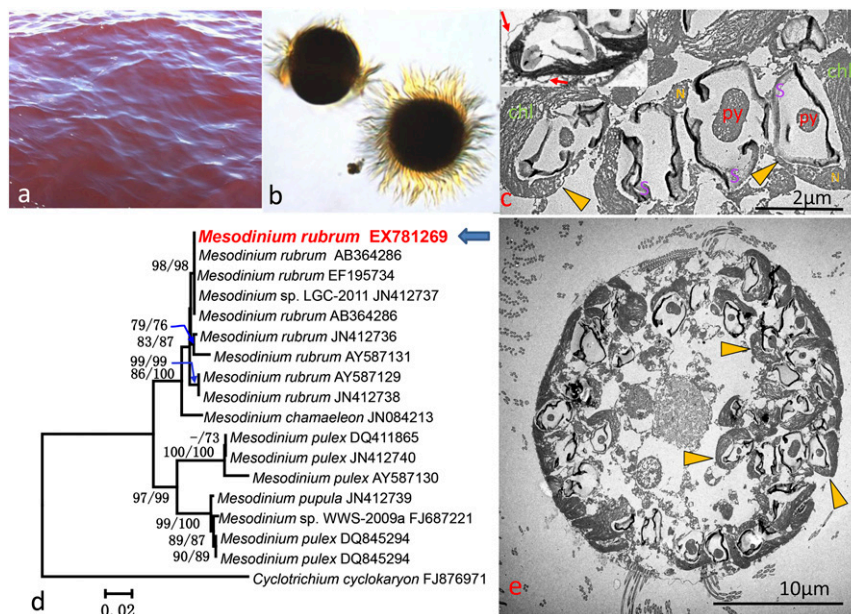 a
b
chl
S
N
py
S
py
chl
S
N
c
2μm
Mesodinium rubrum EX781269
98/98
Mesodinium rubrum AB364286
Mesodinium rubrum EF195734
Mesodinium sp. LGC-2011 JN412737
Mesodinium rubrum AB364286
79/76
Mesodinium rubrum JN412736
83/87
Mesodinium rubrum AY587131
99/99
Mesodinium rubrum AY587129
86/100
Mesodinium rubrum JN412738
Mesodinium chamaeleon JN084213
-/73
Mesodinium pulex DQ411865
100/100
Mesodinium pulex JN412740
Mesodinium pulex AY587130
97/99
Mesodinium pupula JN412739
99/100
Mesodinium sp. WWS-2009a FJ687221
89/87
Mesodinium pulex DQ845294
90/89
Mesodinium pulex DQ845294
Cyclotrichium cyclokaryon FJ876971
d
0.02
e
10μm